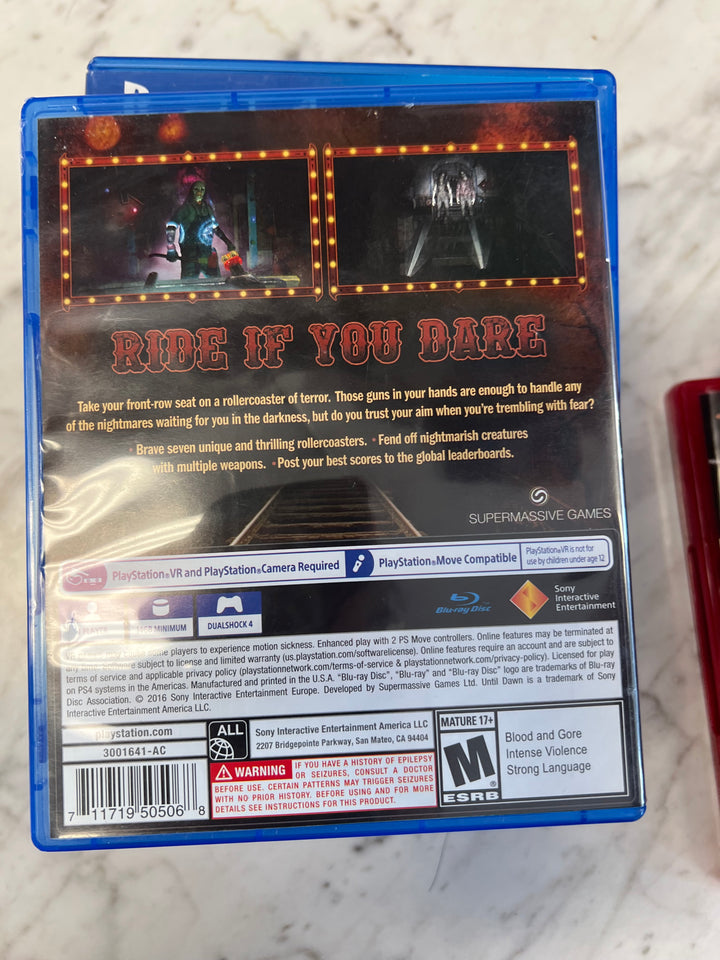 RIDE IF YOU DARE
Take your front-row seat on a rollercoaster of terror. Those guns in your hands are enough to handle any
of the nightmares waiting for you in the darkness, but do you trust your aim when you're trembling with fear?
• Brave seven unique and thrilling rollercoasters. • Fend off nightmarish creatures
with multiple weapons. • Post your best scores to the global leaderboards.
SUPERMASSIVE GAMES
PlayStation®VR and PlayStation®Camera Required
PlayStation®Move Compatible
PlayStation®VR is not for
use by children under age 12
MINIMUM
DUALSHOCK 4
Blu-ray Disc
Sony
Interactive
Entertainment
players to experience motion sickness. Enhanced play with 2 PS Move controllers. Online features may be terminated at
any time. Software subject to license and limited warranty (us.playstation.com/softwarelicense). Online features require an account and are subject to
terms of service and applicable privacy policy (playstationnetwork.com/terms-of-service & playstationnetwork.com/privacy-policy). Licensed for play
on PS4 systems in the Americas. Manufactured and printed in the U.S.A. "Blu-ray Disc", "Blu-ray" and "Blu-ray Disc" logo are trademarks of Blu-ray
Disc Association. © 2016 Sony Interactive Entertainment Europe. Developed by Supermassive Games Ltd. Until Dawn is a trademark of Sony
Interactive Entertainment America LLC.
playstation.com
3001641-AC
7 11719 50506 8
ALL
Sony Interactive Entertainment America LLC
2207 Bridgepointe Parkway, San Mateo, CA 94404
WARNING IF YOU HAVE A HISTORY OF EPILEPSY
OR SEIZURES, CONSULT A DOCTOR
BEFORE USE. CERTAIN PATTERNS MAY TRIGGER SEIZURES
WITH NO PRIOR HISTORY. BEFORE USING AND FOR MORE
DETAILS SEE INSTRUCTIONS FOR THIS PRODUCT.
MATURE 17+
M
®
ESRB
Blood and Gore
Intense Violence
Strong Language